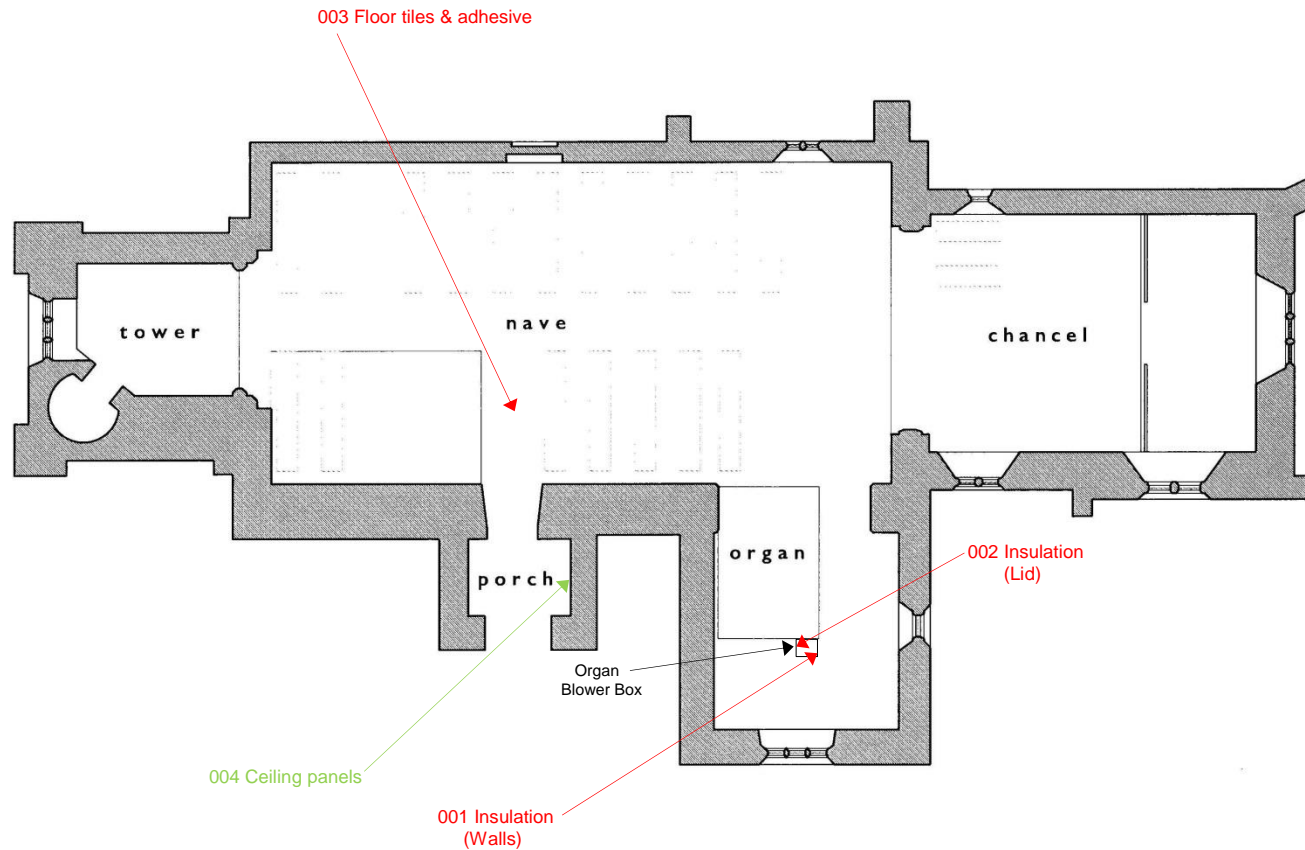 003 Floor tiles & adhesive
nave
tower
chancel
organ
002 Insulation
(Lid)
porch
Organ
Blower Box
004 Ceiling panels
001 Insulation
(Walls)